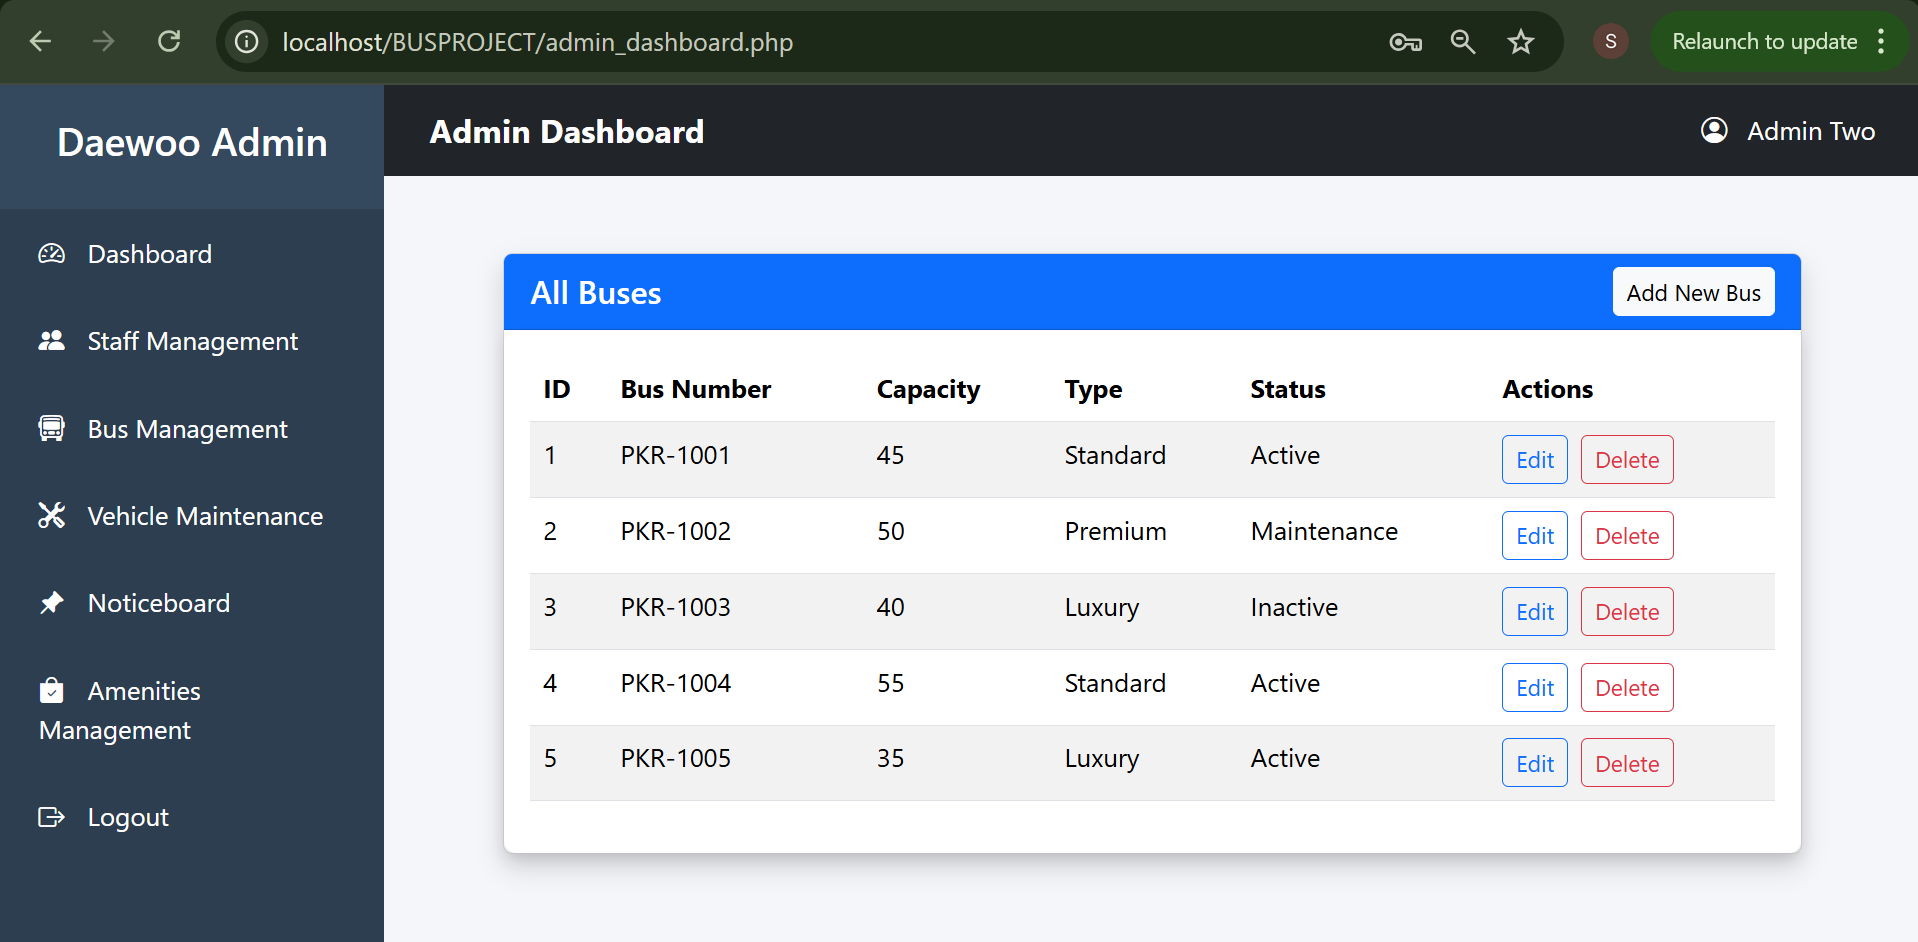 localhost/BUSPROJECT/admin_dashboard.php
S
Relaunch to update
Daewoo Admin
Admin Dashboard
Admin Two
Dashboard
Staff Management
Bus Management
Vehicle Maintenance
Noticeboard
Amenities
Management
Logout
All Buses
Add New Bus
ID Bus Number Capacity Type Status Actions
1 PKR-1001 45 Standard Active Edit Delete
2 PKR-1002 50 Premium Maintenance Edit Delete
3 PKR-1003 40 Luxury Inactive Edit Delete
4 PKR-1004 55 Standard Active Edit Delete
5 PKR-1005 35 Luxury Active Edit Delete